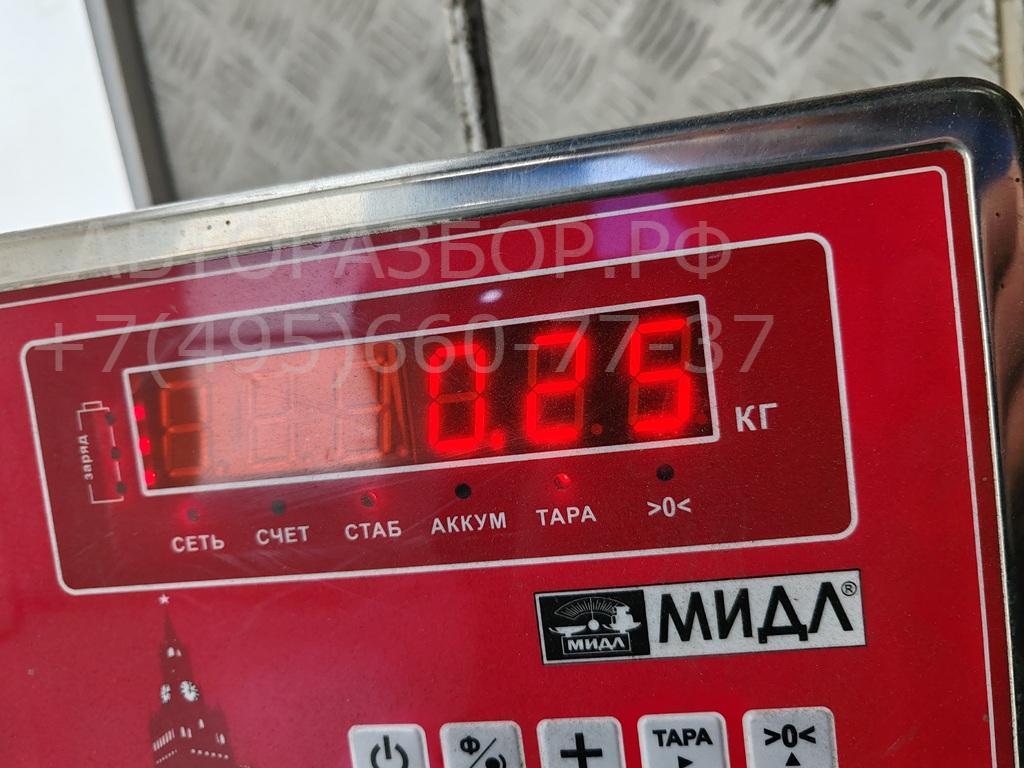 АВТОРАЗБОР.РФ
+7(495)660-77-37
0.25
КГ
заряд
СЕТЬ СЧЕТ СТАБ АККУМ ТАРА >0<
МИДЛ МИДЛ®
Ф + ТАРА >0<